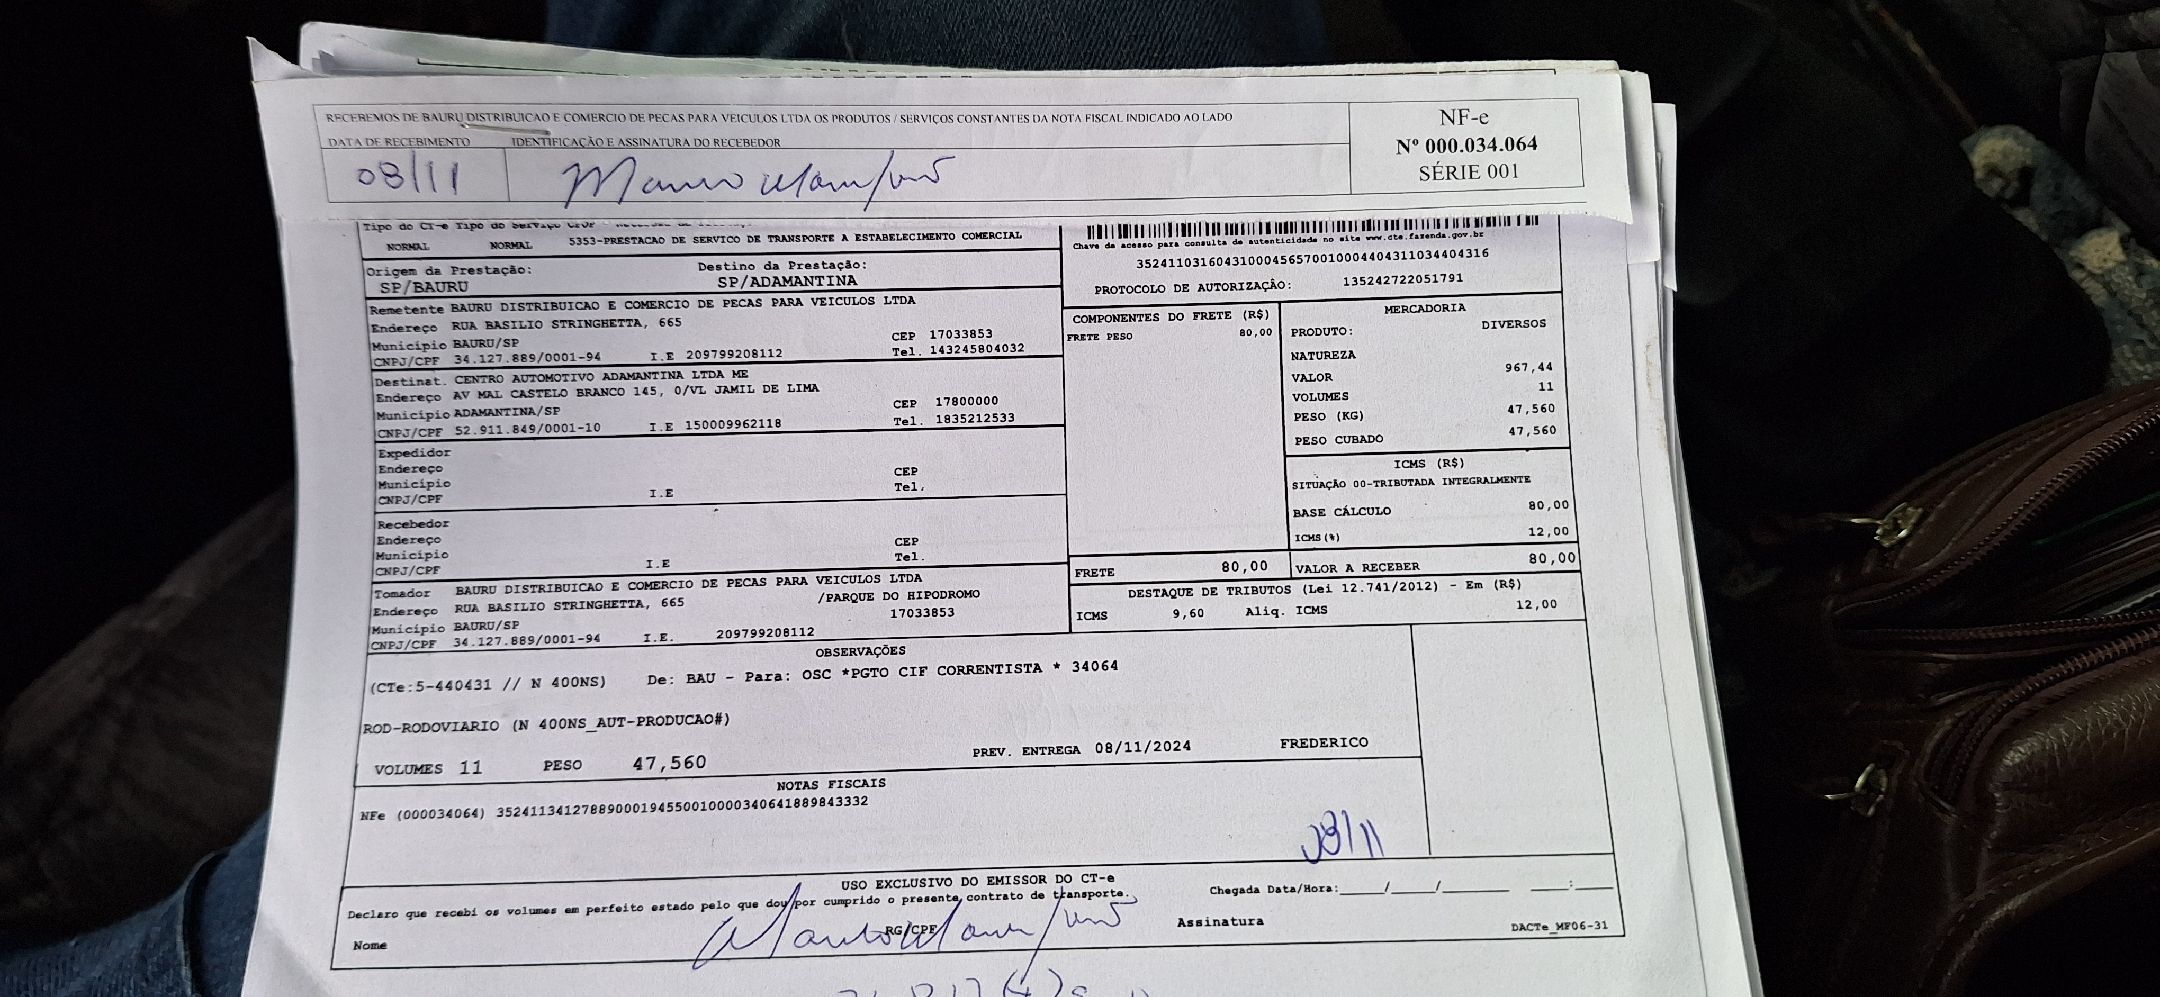 RECEBEMOS DE BAURU DISTRIBUICAO E COMERCIO DE PECAS PARA VEICULOS LTDA OS PRODUTOS / SERVIÇOS CONSTANTES DA NOTA FISCAL INDICADO AO LADO
DATA DE RECEBIMENTO IDENTIFICAÇÃO E ASSINATURA DO RECEBEDOR
08/11
NF-e
Nº 000.034.064
SÉRIE 001
Tipo do CT-e Tipo do Serviço CFOP
NORMAL NORMAL 5353-PRESTACAO DE SERVICO DE TRANSPORTE A ESTABELECIMENTO COMERCIAL
Origem da Prestação: Destino da Prestação:
SP/BAURU SP/ADAMANTINA
Chave de acesso para consulta de autenticidade no site www.cte.fazenda.gov.br
35241103160431000456570010004404311034404316
PROTOCOLO DE AUTORIZAÇÃO: 135242722051791
Remetente BAURU DISTRIBUICAO E COMERCIO DE PECAS PARA VEICULOS LTDA
Endereço RUA BASILIO STRINGHETTA, 665
Município BAURU/SP CEP 17033853
CNPJ/CPF 34.127.889/0001-94 I.E 209799208112 Tel. 143245804032
Destinat. CENTRO AUTOMOTIVO ADAMANTINA LTDA ME
Endereço AV MAL CASTELO BRANCO 145, 0/VL JAMIL DE LIMA
Município ADAMANTINA/SP CEP 17800000
CNPJ/CPF 52.911.849/0001-10 I.E 150009962118 Tel. 1835212533
Expedidor
Endereço
Município CEP
CNPJ/CPF I.E Tel.
Recebedor
Endereço
Município CEP
CNPJ/CPF I.E Tel.
Tomador BAURU DISTRIBUICAO E COMERCIO DE PECAS PARA VEICULOS LTDA
Endereço RUA BASILIO STRINGHETTA, 665 /PARQUE DO HIPODROMO
Município BAURU/SP 17033853
CNPJ/CPF 34.127.889/0001-94 I.E. 209799208112
COMPONENTES DO FRETE (R$)
FRETE PESO 80,00
MERCADORIA
PRODUTO: DIVERSOS
NATUREZA
VALOR 967,44
VOLUMES 11
PESO (KG) 47,560
PESO CUBADO 47,560
ICMS (R$)
SITUAÇÃO 00-TRIBUTADA INTEGRALMENTE
BASE CÁLCULO 80,00
ICMS(%) 12,00
FRETE 80,00 VALOR A RECEBER 80,00
DESTAQUE DE TRIBUTOS (Lei 12.741/2012) - Em (R$)
ICMS 9,60 Aliq. ICMS 12,00
OBSERVAÇÕES
(CTe:5-440431 // N 400NS) De: BAU - Para: OSC *PGTO CIF CORRENTISTA * 34064
ROD-RODOVIARIO (N 400NS_AUT-PRODUCAO#)
VOLUMES 11 PESO 47,560 PREV. ENTREGA 08/11/2024 FREDERICO
NOTAS FISCAIS
NFe (000034064) 35241134127889000194550010000340641889843332
08/11
USO EXCLUSIVO DO EMISSOR DO CT-e
Declaro que recebi os volumes em perfeito estado pelo que dou por cumprido o presente contrato de transporte. Chegada Data/Hora:_____/_____/_______ ____:____
Nome RG/CPF Assinatura DACTe_MF06-31